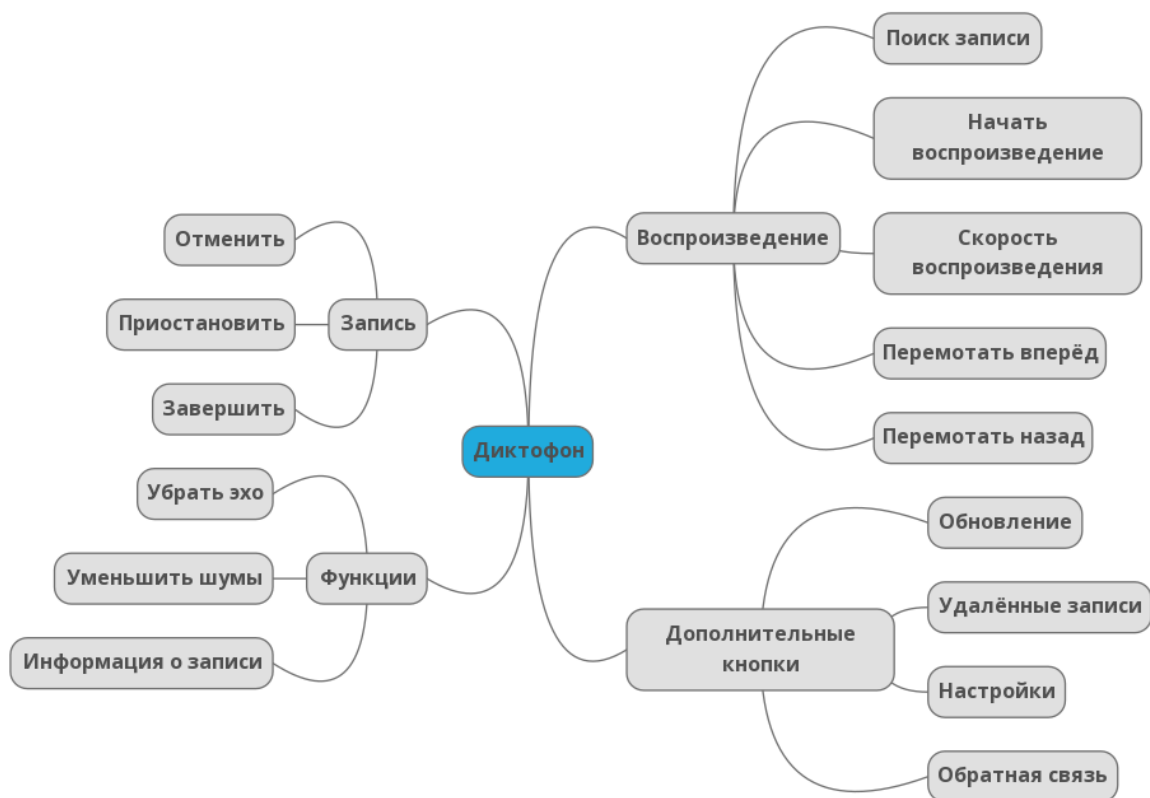 Поиск записи
Начать
воспроизведение
Воспроизведение
Скорость
воспроизведения
Перемотать вперёд
Перемотать назад
Отменить
Приостановить
Запись
Завершить
Диктофон
Убрать эхо
Уменьшить шумы
Функции
Информация о записи
Обновление
Удалённые записи
Дополнительные
кнопки
Настройки
Обратная связь